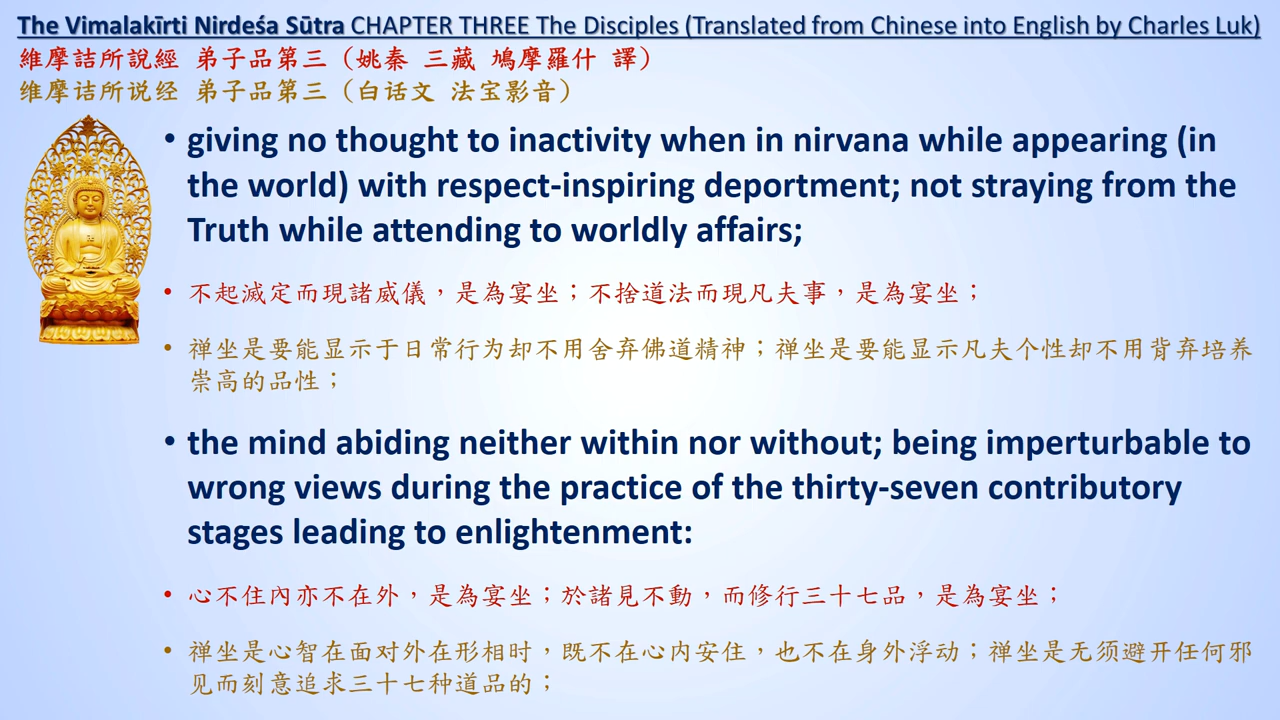 The Vimalakīrti Nirdeśa Sūtra CHAPTER THREE The Disciples (Translated from Chinese into English by Charles Luk)
維摩詰所說經 弟子品第三（姚秦 三藏 鳩摩羅什 譯）
维摩诘所说经 弟子品第三（白话文 法宝影音）
• giving no thought to inactivity when in nirvana while appearing (in
the world) with respect-inspiring deportment; not straying from the
Truth while attending to worldly affairs;
• 不起滅定而現諸威儀，是為宴坐；不捨道法而現凡夫事，是為宴坐；
• 禅坐是要能显示于日常行为却不用舍弃佛道精神；禅坐是要能显示凡夫个性却不用背弃培养
崇高的品性；
• the mind abiding neither within nor without; being imperturbable to
wrong views during the practice of the thirty-seven contributory
stages leading to enlightenment:
• 心不住內亦不在外，是為宴坐；於諸見不動，而修行三十七品，是為宴坐；
• 禅坐是心智在面对外在形相时，既不在心内安住，也不在身外浮动；禅坐是无须避开任何邪
见而刻意追求三十七种道品的；